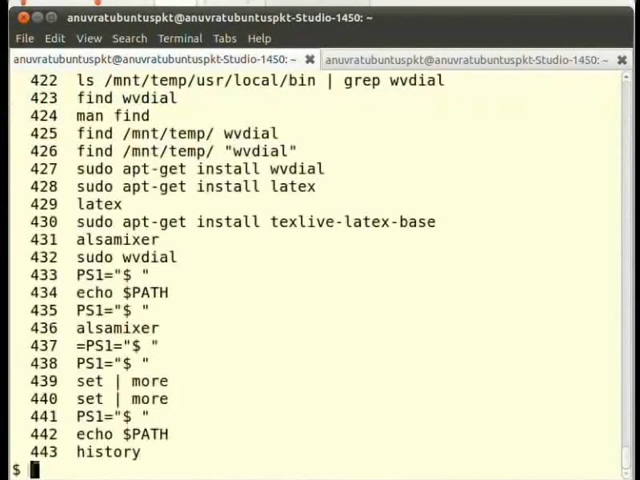 anuvratubuntuspkt@anuvratubuntuspkt-Studio-1450: ~
File Edit View Search Terminal Tabs Help
anuvratubuntuspkt@anuvratubuntuspkt-Studio-1450: ~ anuvratubuntuspkt@anuvratubuntuspkt-Studio-1450: ~
422 ls /mnt/temp/usr/local/bin | grep wvdial
423 find wvdial
424 man find
425 find /mnt/temp/ wvdial
426 find /mnt/temp/ "wvdial"
427 sudo apt-get install wvdial
428 sudo apt-get install latex
429 latex
430 sudo apt-get install texlive-latex-base
431 alsamixer
432 sudo wvdial
433 PS1="$ "
434 echo $PATH
435 PS1="$ "
436 alsamixer
437 =PS1="$ "
438 PS1="$ "
439 set | more
440 set | more
441 PS1="$ "
442 echo $PATH
443 history
$